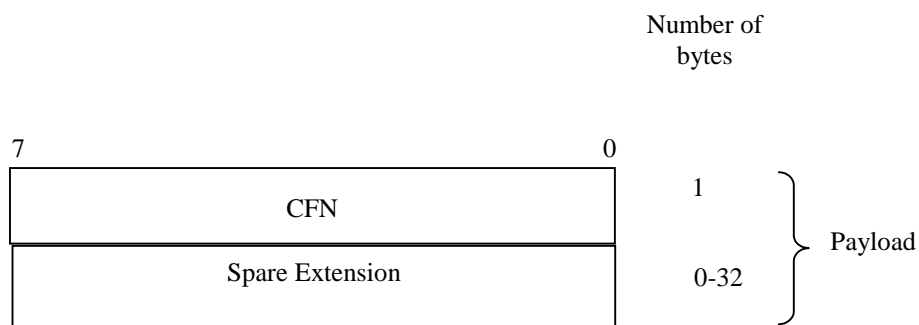 Number of
bytes
7 0
CFN 1
Payload
Spare Extension 0-32